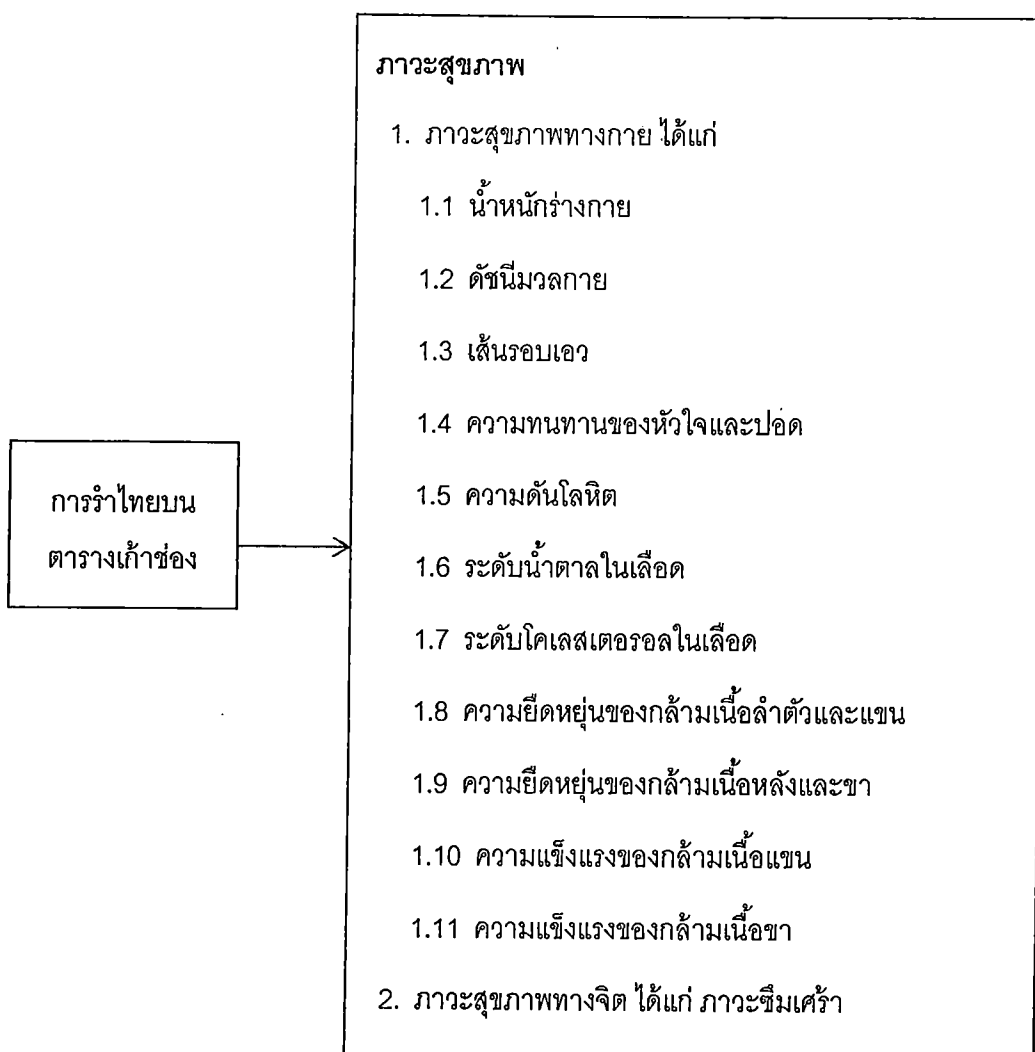 ภาวะสุขภาพ
1. ภาวะสุขภาพทางกาย ได้แก่
1.1 น้ำหนักร่างกาย
1.2 ดัชนีมวลกาย
1.3 เส้นรอบเอว
1.4 ความทนทานของหัวใจและปอด
การรำไทยบน
ตารางเก้าช่อง
1.5 ความดันโลหิต
1.6 ระดับน้ำตาลในเลือด
1.7 ระดับโคเลสเตอรอลในเลือด
1.8 ความยืดหยุ่นของกล้ามเนื้อลำตัวและแขน
1.9 ความยืดหยุ่นของกล้ามเนื้อหลังและขา
1.10 ความแข็งแรงของกล้ามเนื้อแขน
1.11 ความแข็งแรงของกล้ามเนื้อขา
2. ภาวะสุขภาพทางจิต ได้แก่ ภาวะซึมเศร้า